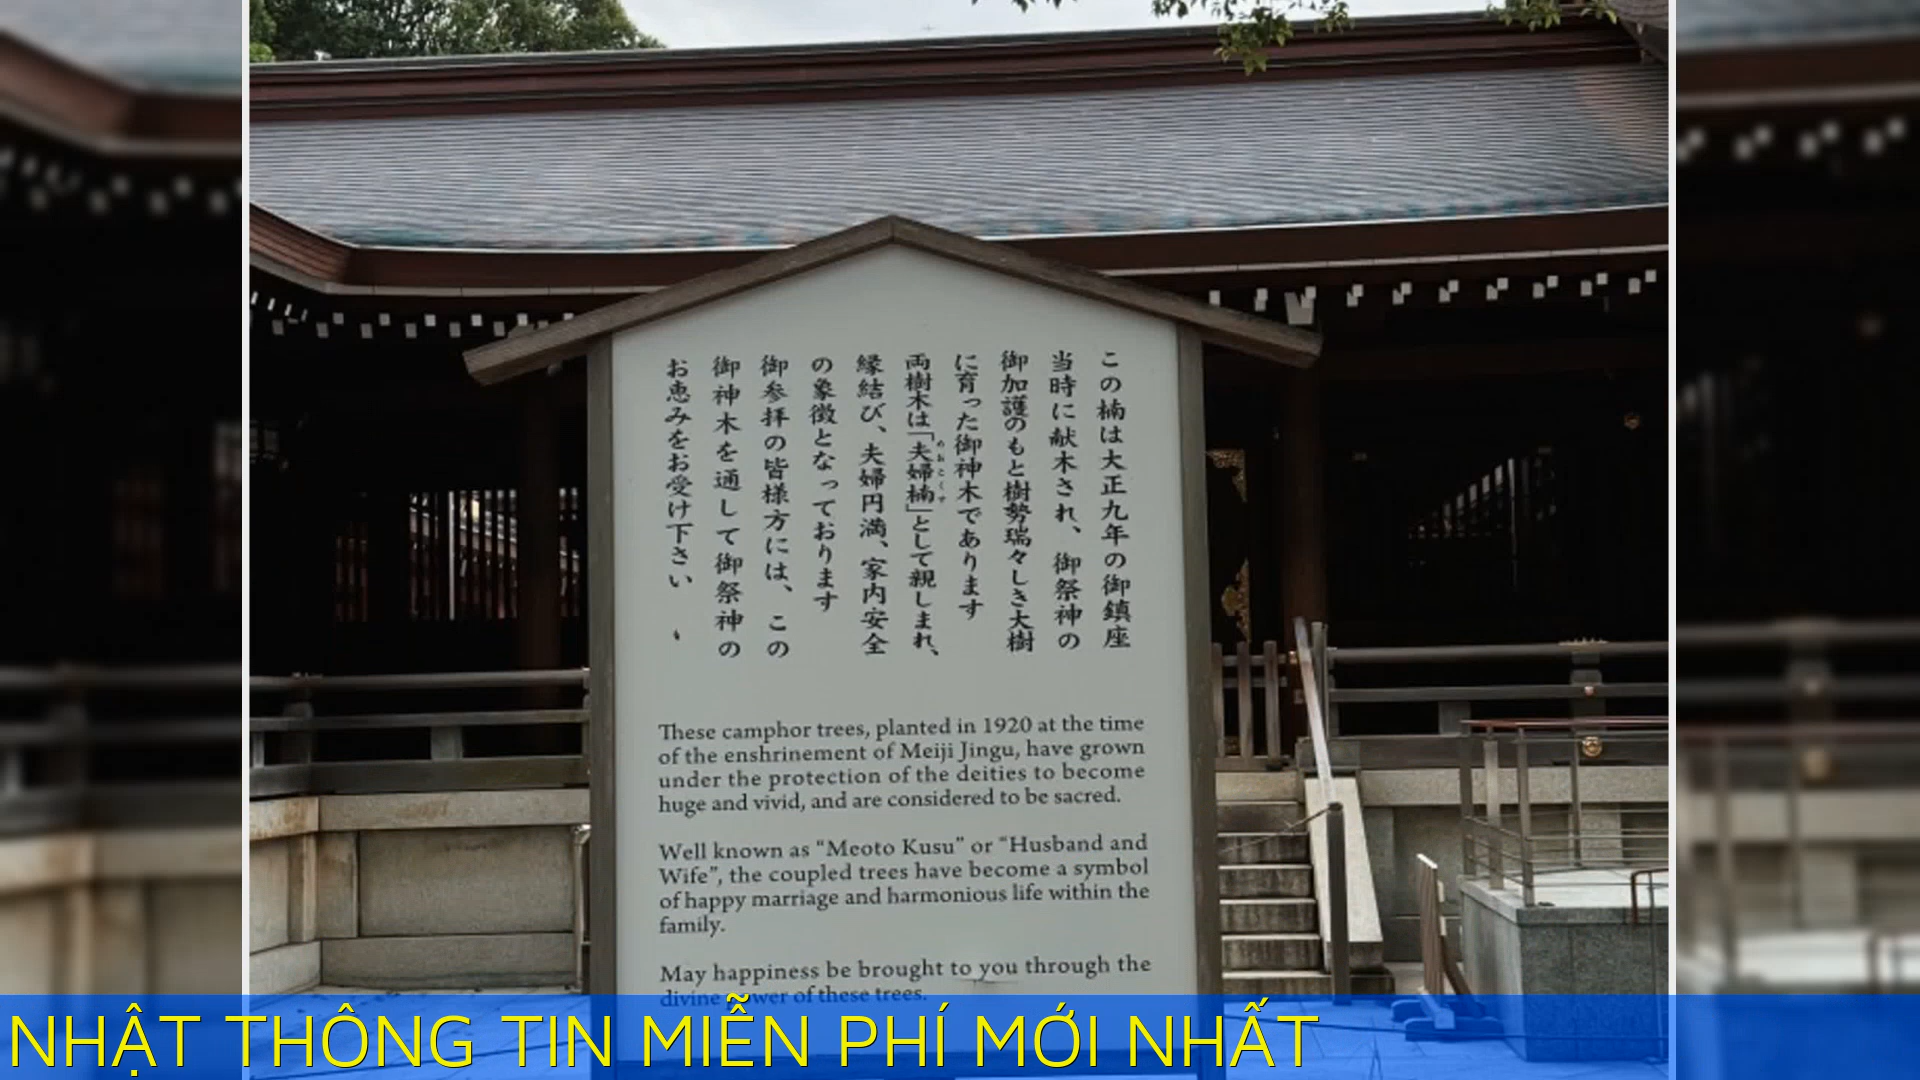 この楠は大正九年の御鎮座
当時に献木され、御祭神の
御加護のもと樹勢瑞々しき大樹
に育った御神木であります
両樹木は「夫婦楠」として親しまれ、
めおとくす
縁結び、夫婦円満、家内安全
の象徴となっております
御参拝の皆様方には、この
御神木を通して御祭神の
お恵みをお受け下さい
These camphor trees, planted in 1920 at the time
of the enshrinement of Meiji Jingu, have grown
under the protection of the deities to become
huge and vivid, and are considered to be sacred.
Well known as “Meoto Kusu” or “Husband and
Wife”, the coupled trees have become a symbol
of happy marriage and harmonious life within the
family.
May happiness be brought to you through the
divine power of these trees.
NHẬT THÔNG TIN MIỄN PHÍ MỚI NHẤT